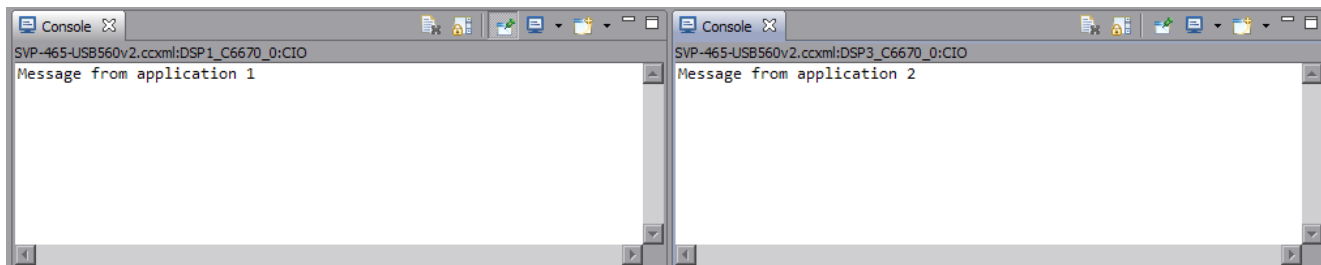 Console
SVP-465-USB560v2.ccxml:DSP1_C6670_0:CIO
Message from application 1
Console
SVP-465-USB560v2.ccxml:DSP3_C6670_0:CIO
Message from application 2